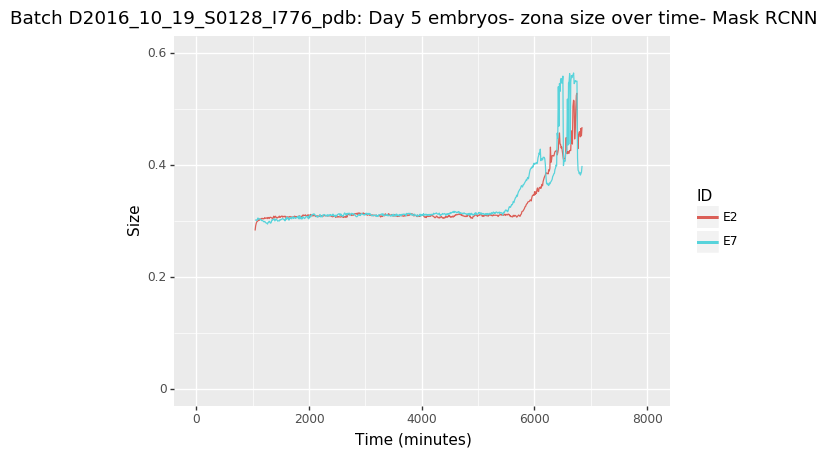 Batch D2016_10_19_S0128_I776_pdb: Day 5 embryos- zona size over time- Mask RCNN
0.6
0.4
0.2
0
Size
0 2000 4000 6000 8000
Time (minutes)
ID
E2
E7